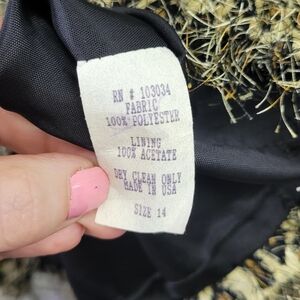 RN # 103034
FABRIC
100% POLYESTER
LINING
100% ACETATE
DRY CLEAN ONLY
MADE IN USA
SIZE 14